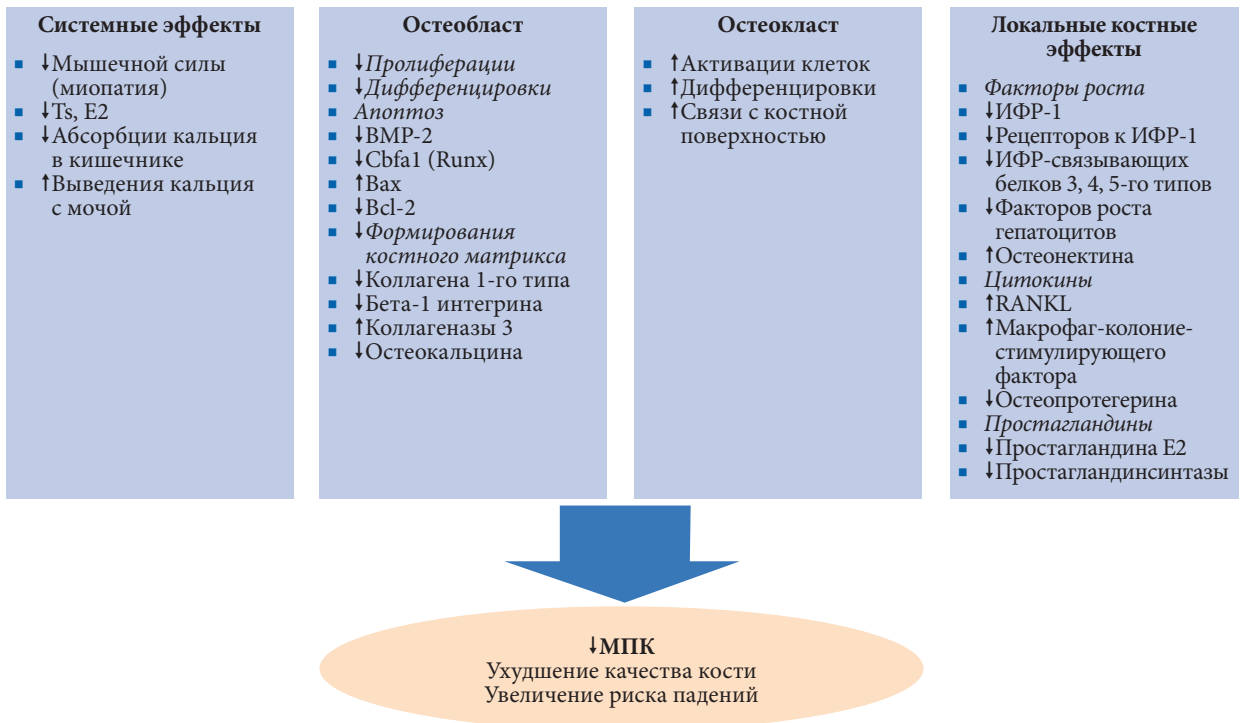 Системные эффекты
▪ ↓Мышечной силы
(миопатия)
▪ ↓Ts, E2
▪ ↓Абсорбции кальция
в кишечнике
▪ ↑Выведения кальция
с мочой
Остеобласт
▪ ↓Пролиферации
▪ ↓Дифференцировки
▪ Апоптоз
▪ ↓BMP-2
▪ ↓Cbfa1 (Runx)
▪ ↑Bax
▪ ↓Bcl-2
▪ ↓Формирования
костного матрикса
▪ ↓Коллагена 1-го типа
▪ ↓Бета-1 интегрина
▪ ↑Коллагеназы 3
▪ ↓Остеокальцина
Остеокласт
▪ ↑Активации клеток
▪ ↑Дифференцировки
▪ ↑Связи с костной
поверхностью
Локальные костные
эффекты
▪ Факторы роста
▪ ↓ИФР-1
▪ ↓Рецепторов к ИФР-1
▪ ↓ИФР-связывающих
белков 3, 4, 5-го типов
▪ ↓Факторов роста
гепатоцитов
▪ ↑Остеонектина
▪ Цитокины
▪ ↑RANKL
▪ ↑Макрофаг-колоние-
стимулирующего
фактора
▪ ↓Остеопротегерина
▪ Простагландины
▪ ↓Простагландина E2
▪ ↓Простагландинсинтазы
↓МПК
Ухудшение качества кости
Увеличение риска падений